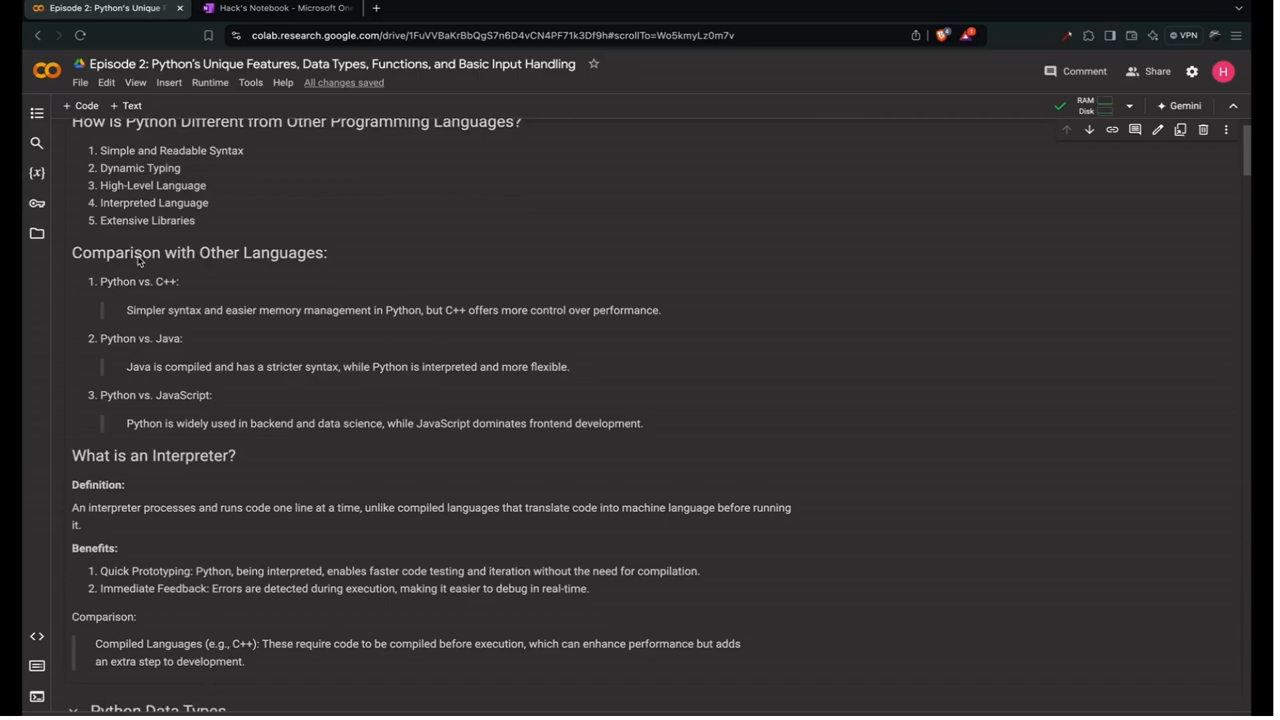 Episode 2: Python's Unique F
Hack's Notebook - Microsoft One
colab.research.google.com/drive/1FuVVBaKrBbQgS7n6D4vCN4PF71k3Df9h#scrollTo=Wo5kmyLz0m7v
VPN
Episode 2: Python's Unique Features, Data Types, Functions, and Basic Input Handling
File Edit View Insert Runtime Tools Help All changes saved
Comment Share H
+ Code + Text
RAM
Disk
Gemini
How is Python Different from Other Programming Languages?
1. Simple and Readable Syntax
2. Dynamic Typing
3. High-Level Language
4. Interpreted Language
5. Extensive Libraries
Comparison with Other Languages:
1. Python vs. C++:
Simpler syntax and easier memory management in Python, but C++ offers more control over performance.
2. Python vs. Java:
Java is compiled and has a stricter syntax, while Python is interpreted and more flexible.
3. Python vs. JavaScript:
Python is widely used in backend and data science, while JavaScript dominates frontend development.
What is an Interpreter?
Definition:
An interpreter processes and runs code one line at a time, unlike compiled languages that translate code into machine language before running
it.
Benefits:
1. Quick Prototyping: Python, being interpreted, enables faster code testing and iteration without the need for compilation.
2. Immediate Feedback: Errors are detected during execution, making it easier to debug in real-time.
Comparison:
Compiled Languages (e.g., C++): These require code to be compiled before execution, which can enhance performance but adds
an extra step to development.
Python Data Types